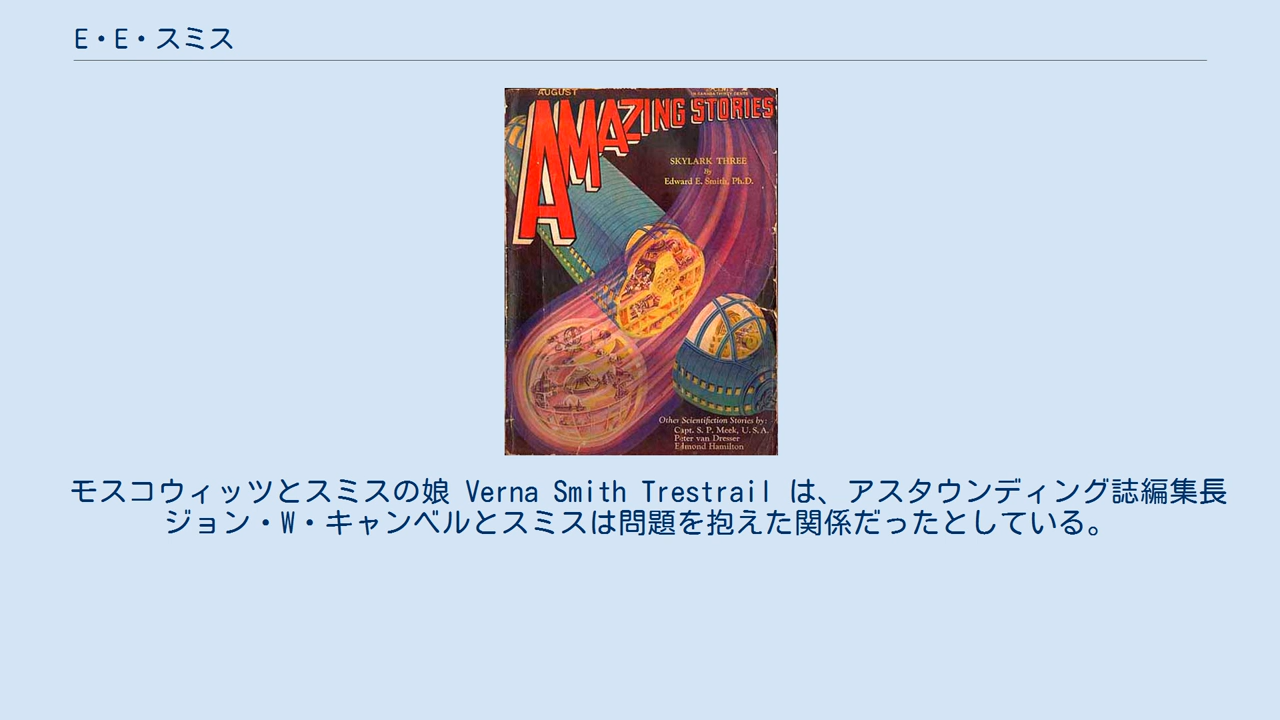 E・E・スミス
AUGUST
AMAZING STORIES
IN CANADA THIRTY CENTS
SKYLARK THREE
By
Edward E. Smith, Ph.D.
Other Scientifiction Stories by:
Capt. S. P. Meek, U.S.A.
Peter van Dresser
Edmond Hamilton
モスコウィッツとスミスの娘 Verna Smith Trestrail は、アスタウンディング誌編集長
ジョン・W・キャンベルとスミスは問題を抱えた関係だったとしている。